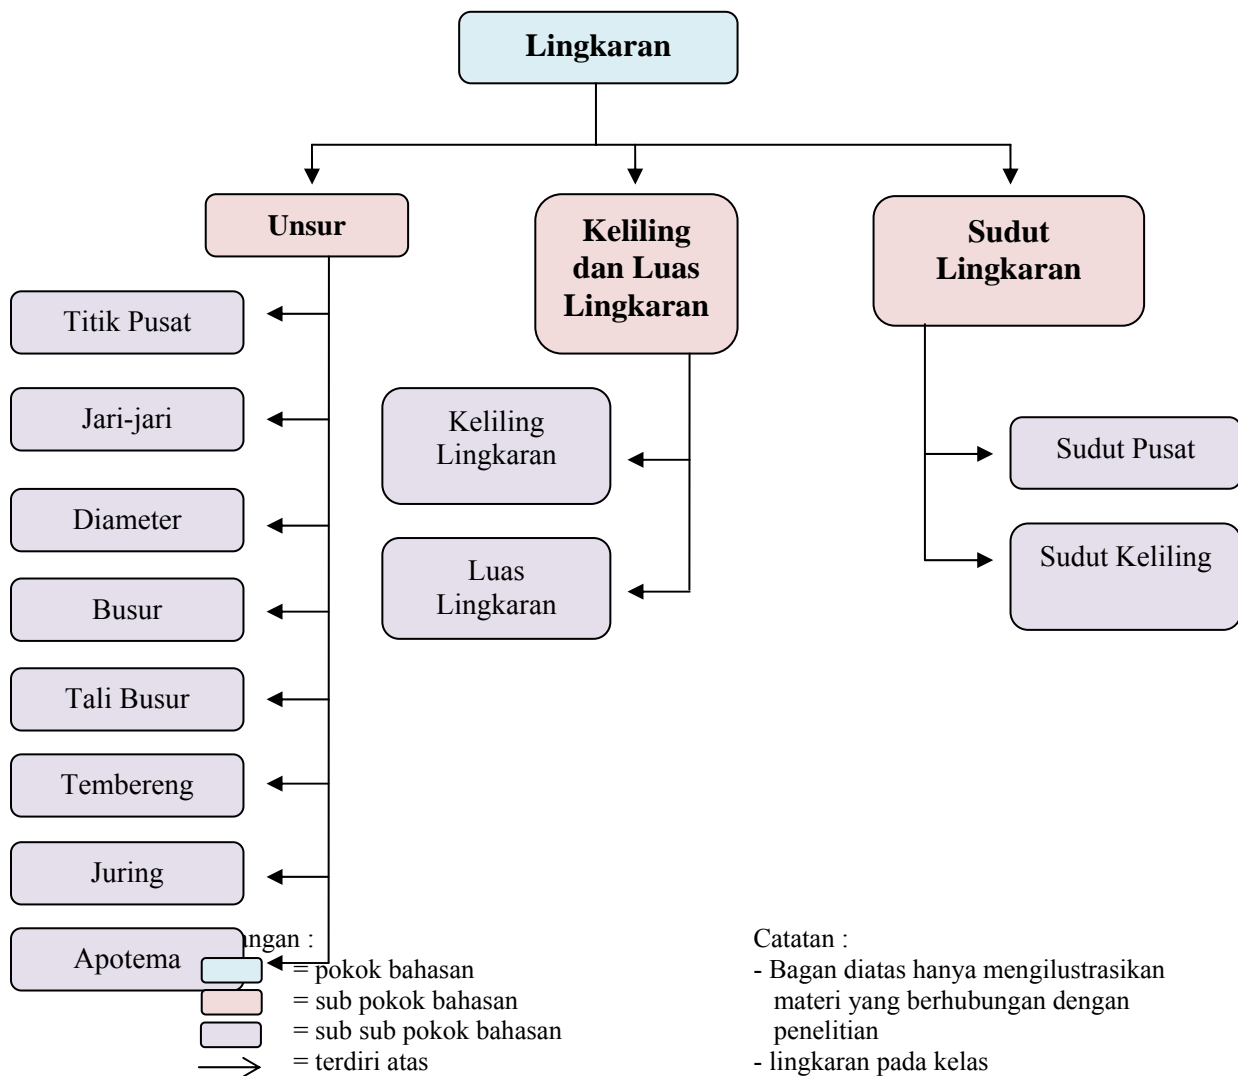 Lingkaran
Unsur
Titik Pusat
Jari-jari
Diameter
Busur
Tali Busur
Tembereng
Juring
Apotema
Keliling
dan Luas
Lingkaran
Keliling
Lingkaran
Luas
Lingkaran
Sudut
Lingkaran
Sudut Pusat
Sudut Keliling
angan :
= pokok bahasan
= sub pokok bahasan
= sub sub pokok bahasan
= terdiri atas
Catatan :
- Bagan diatas hanya mengilustrasikan
materi yang berhubungan dengan
penelitian
- lingkaran pada kelas